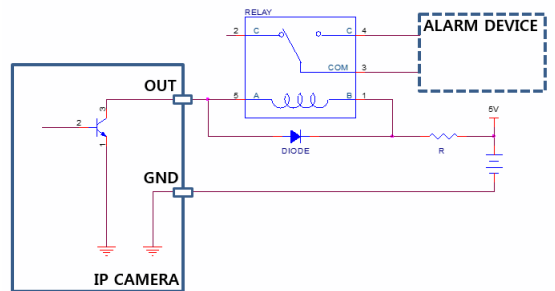 RELAY
2 C C 4
COM 3
ALARM DEVICE
OUT
5 A B 1
3
2
1
DIODE
R
5V
GND
IP CAMERA